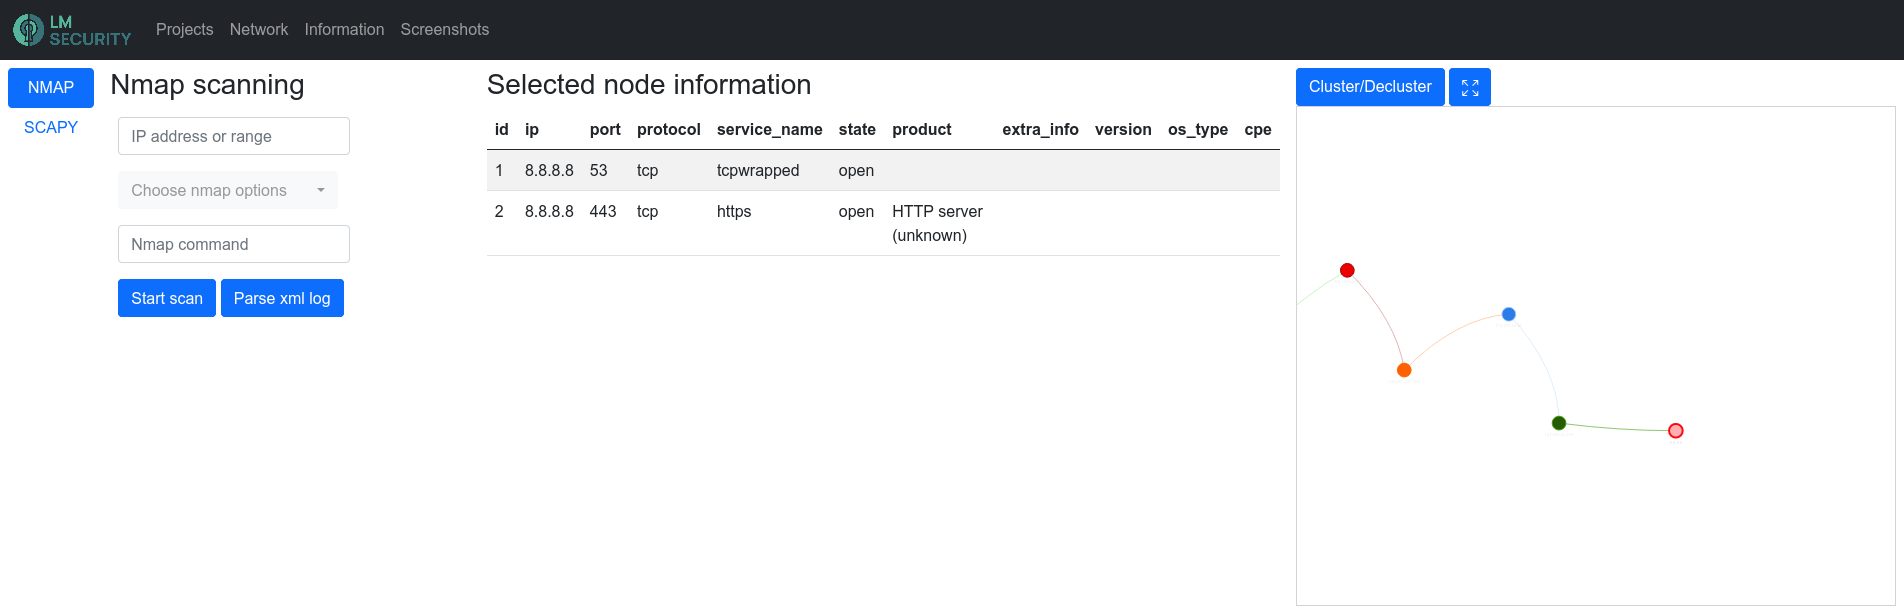 LM
SECURITY
Projects Network Information Screenshots
NMAP
SCAPY
Nmap scanning
IP address or range
Choose nmap options
Nmap command
Start scan Parse xml log
Selected node information
id ip port protocol service_name state product extra_info version os_type cpe
1 8.8.8.8 53 tcp tcpwrapped open
2 8.8.8.8 443 tcp https open HTTP server
(unknown)
Cluster/Decluster